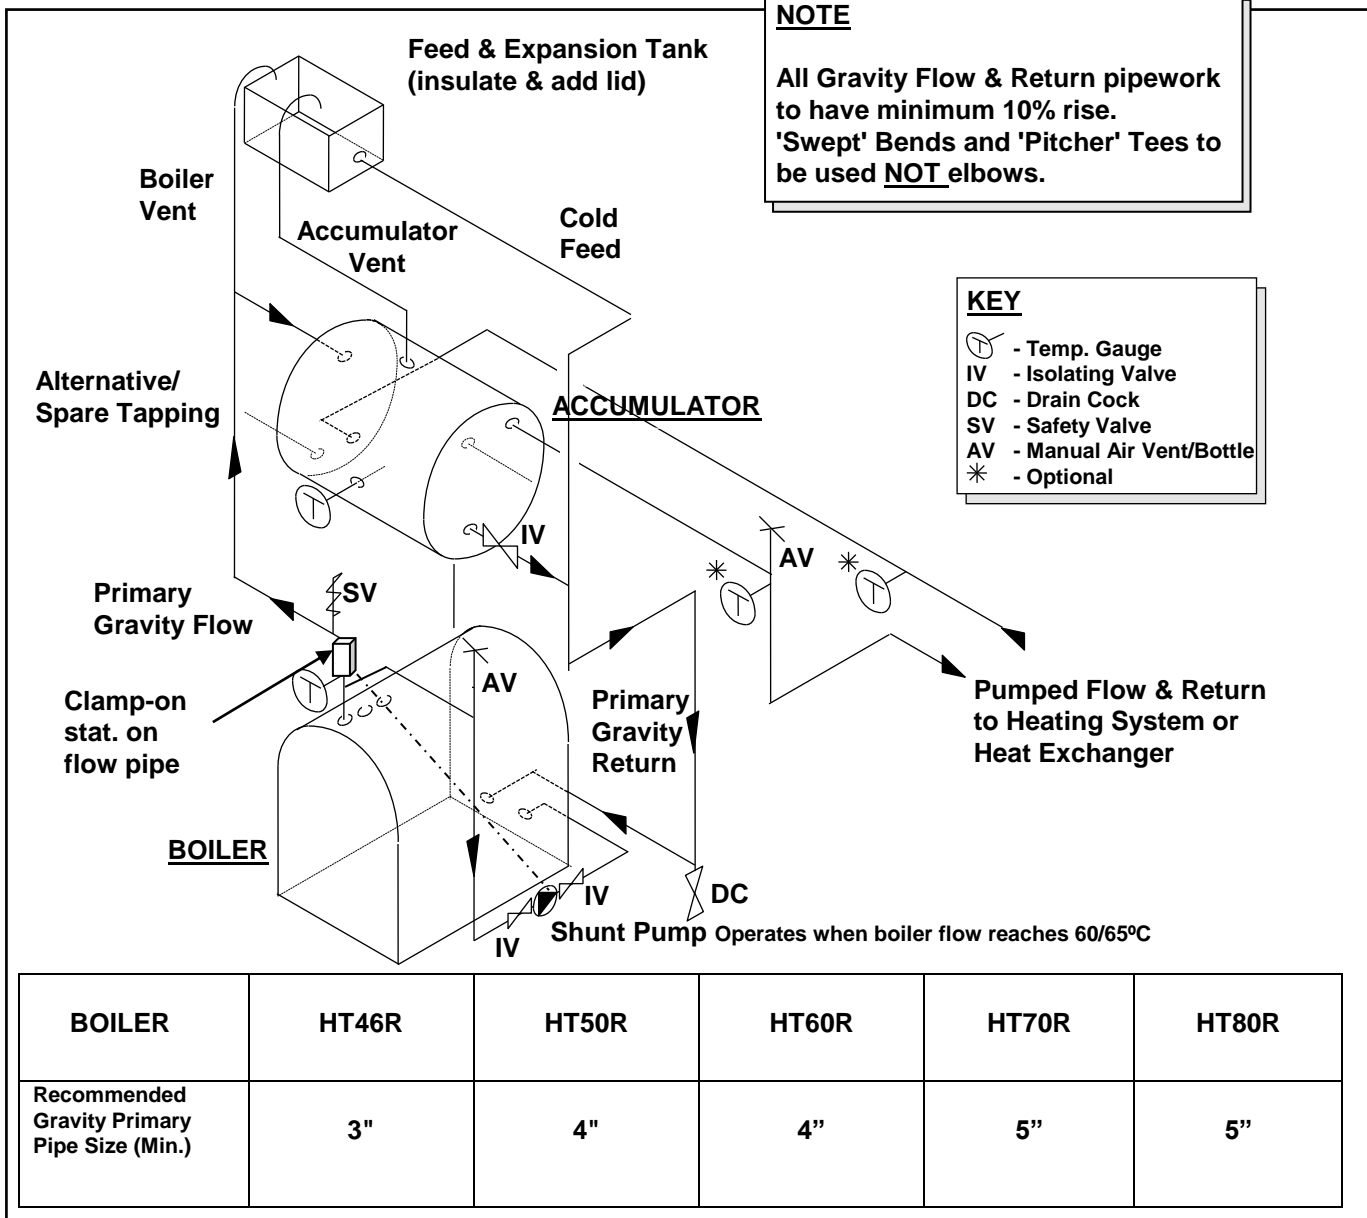 NOTE
All Gravity Flow & Return pipework
to have minimum 10% rise.
'Swept' Bends and 'Pitcher' Tees to
be used NOT elbows.
Feed & Expansion Tank
(insulate & add lid)
Boiler
Vent
Accumulator
Vent
Cold
Feed
KEY
T - Temp. Gauge
IV - Isolating Valve
DC - Drain Cock
SV - Safety Valve
AV - Manual Air Vent/Bottle
✳ - Optional
Alternative/
Spare Tapping
ACCUMULATOR
T
IV
AV
✳
T
✳
T
SV
Primary
Gravity Flow
T
AV
Clamp-on
stat. on
flow pipe
Primary
Gravity
Return
Pumped Flow & Return
to Heating System or
Heat Exchanger
BOILER
IV
IV
DC
Shunt Pump Operates when boiler flow reaches 60/65ºC
BOILER HT46R HT50R HT60R HT70R HT80R
Recommended
Gravity Primary
Pipe Size (Min.)
3" 4" 4” 5” 5”